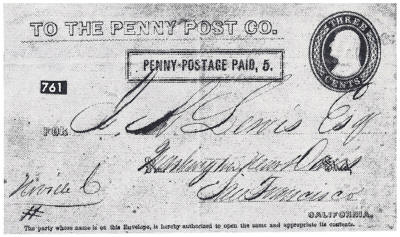 TO THE PENNY POST CO.
THREE
CENTS
PENNY-POSTAGE PAID, 5.
761
FOR
Lewis Esq
San Francisco
CALIFORNIA.
The party whose name is on this Envelope, is hereby authorized to open the same and appropriate its contents.